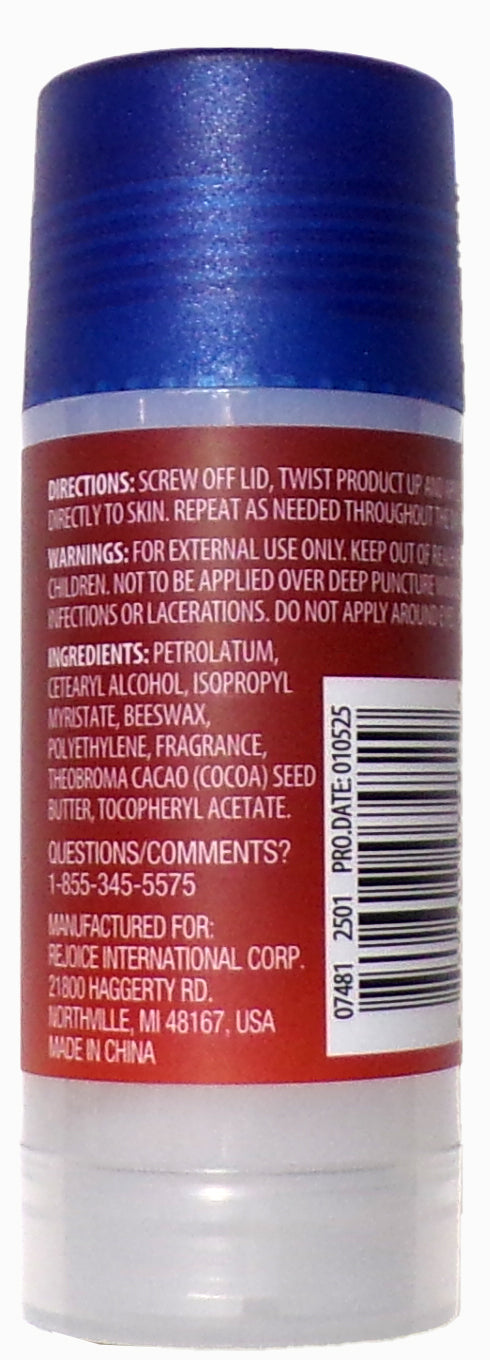 DIRECTIONS: SCREW OFF LID, TWIST PRODUCT UP AND
DIRECTLY TO SKIN. REPEAT AS NEEDED THROUGHOUT THE
WARNINGS: FOR EXTERNAL USE ONLY. KEEP OUT OF
CHILDREN. NOT TO BE APPLIED OVER DEEP PUNCTURE
INFECTIONS OR LACERATIONS. DO NOT APPLY AROUND
INGREDIENTS: PETROLATUM,
CETEARYL ALCOHOL, ISOPROPYL
MYRISTATE, BEESWAX,
POLYETHYLENE, FRAGRANCE,
THEOBROMA CACAO (COCOA) SEED
BUTTER, TOCOPHERYL ACETATE.
QUESTIONS/COMMENTS?
1-855-345-5575
MANUFACTURED FOR:
REJOICE INTERNATIONAL CORP.
21800 HAGGERTY RD.
NORTHVILLE, MI 48167, USA
MADE IN CHINA
07481 2501 PRO.DATE: 010525